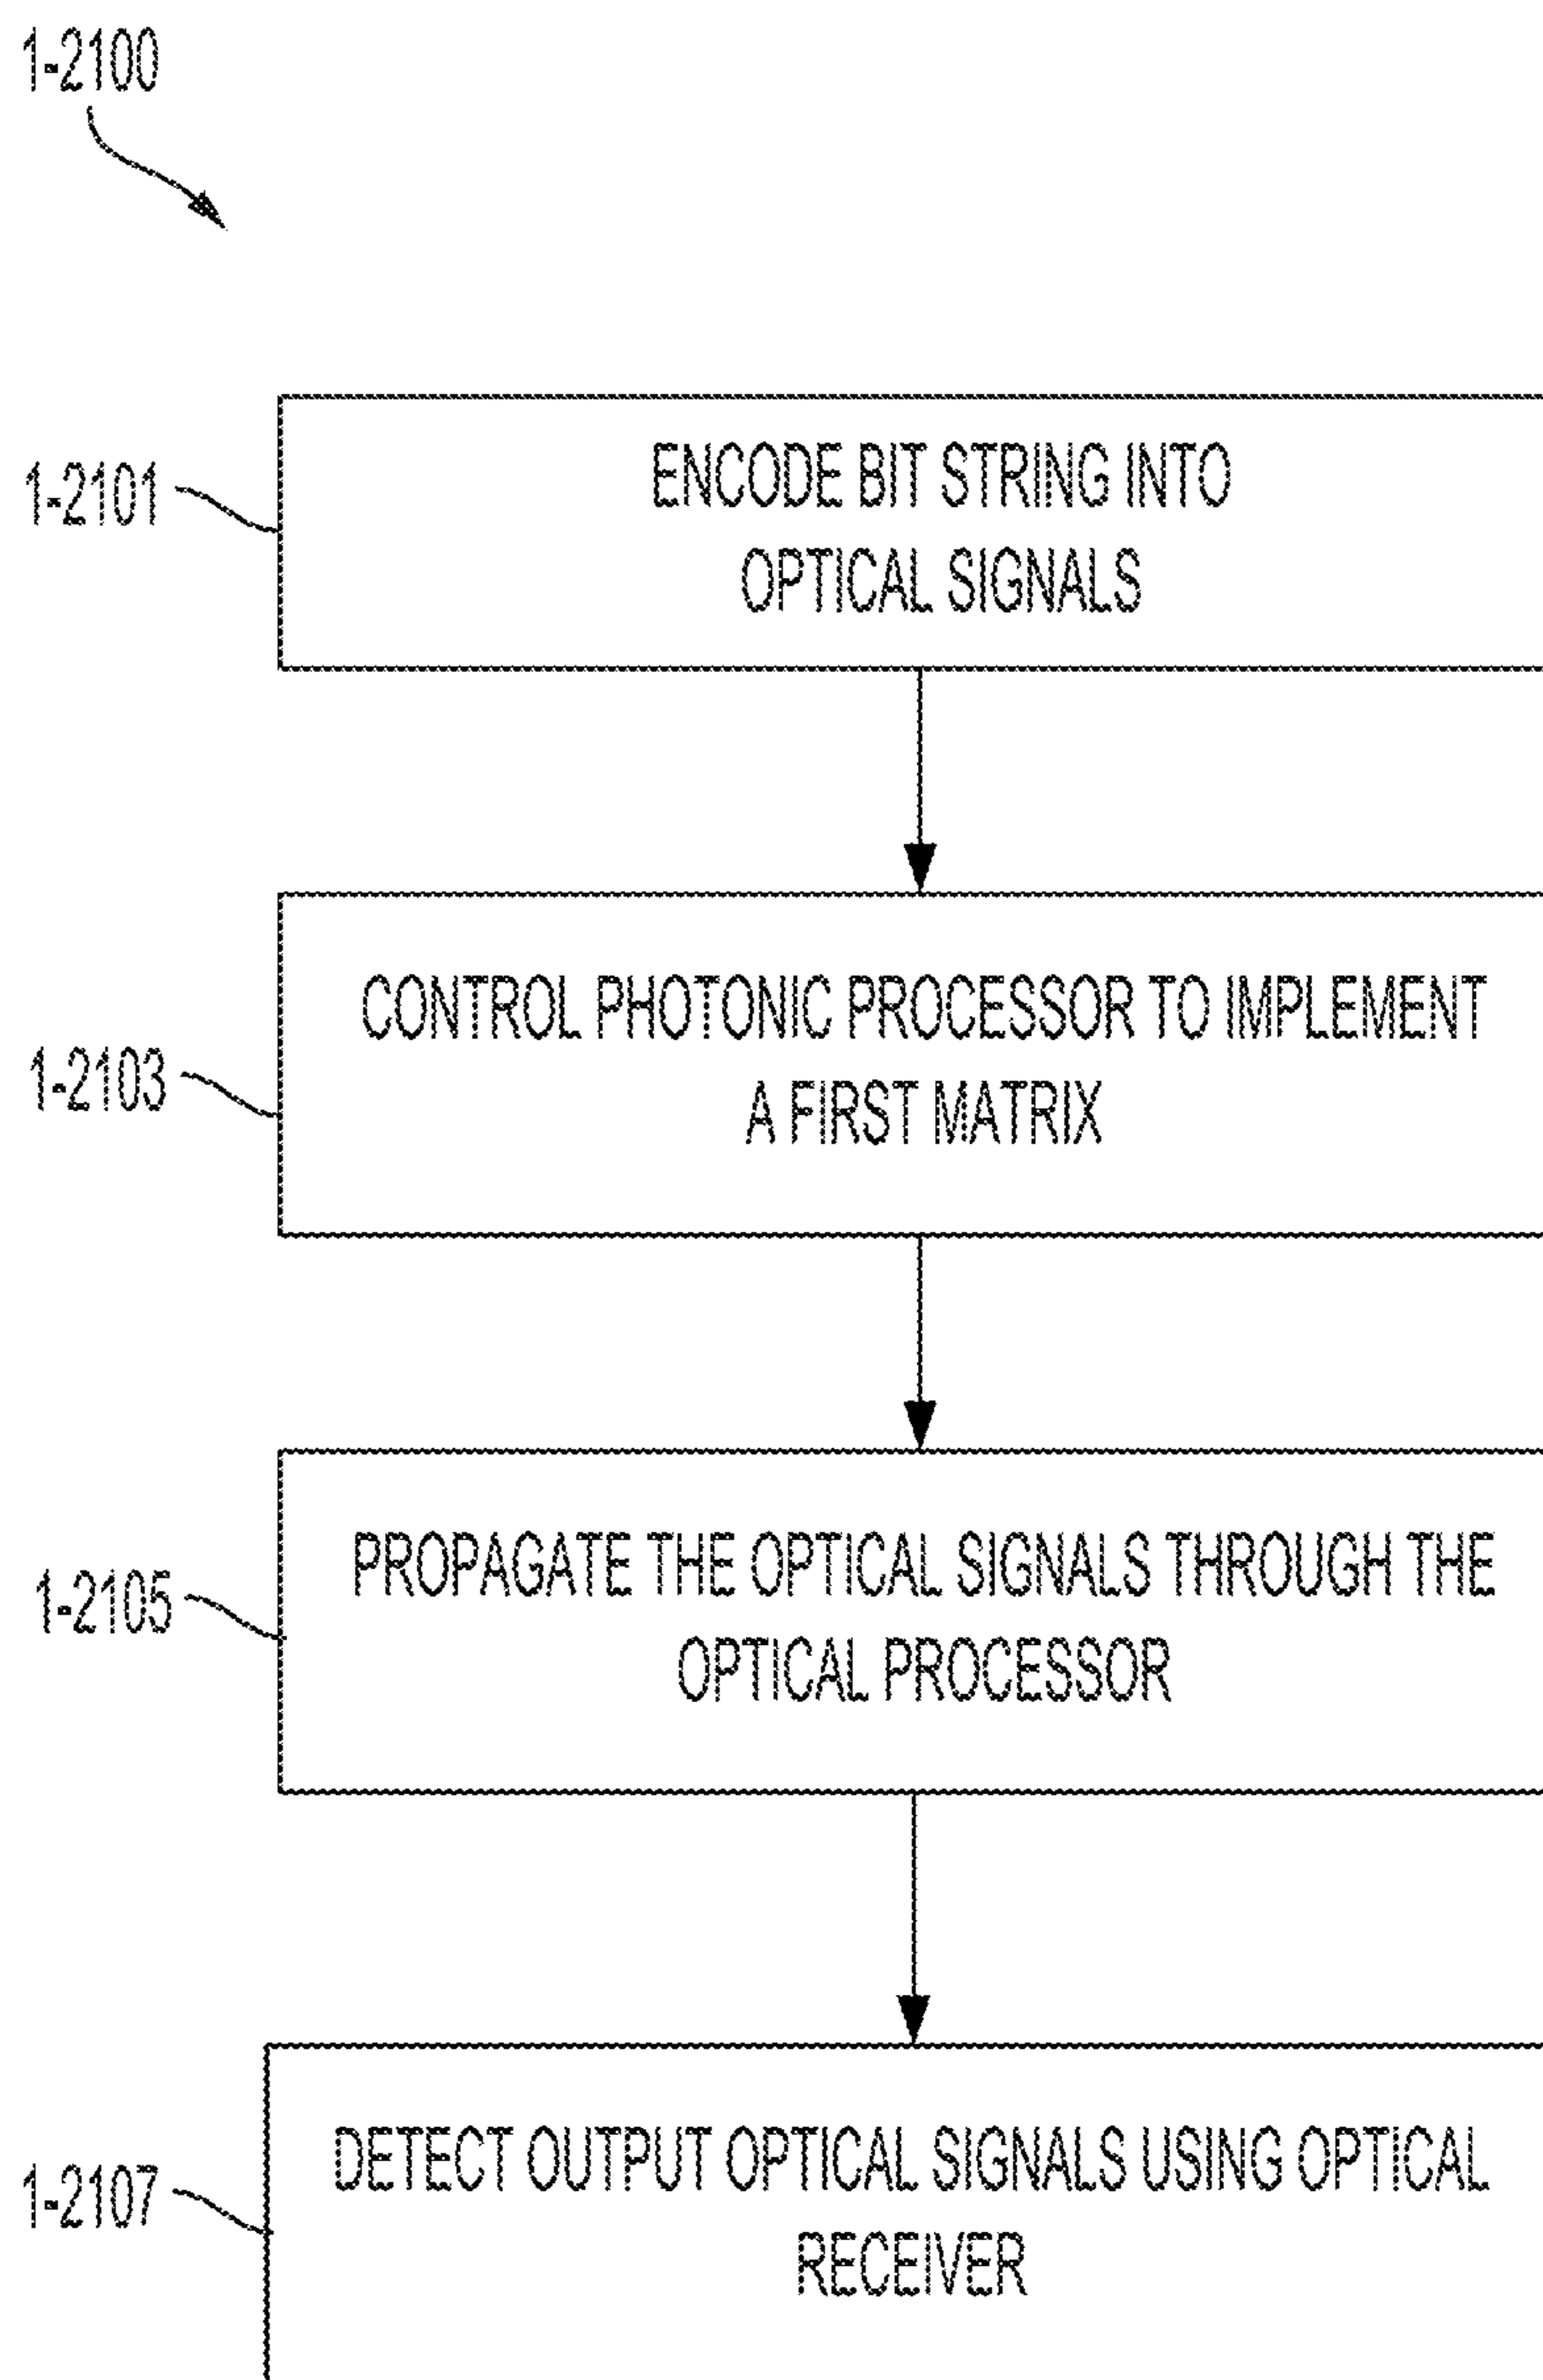 1-2100
1-2101
ENCODE BIT STRING INTO
OPTICAL SIGNALS
1-2103
CONTROL PHOTONIC PROCESSOR TO IMPLEMENT
A FIRST MATRIX
1-2105
PROPAGATE THE OPTICAL SIGNALS THROUGH THE
OPTICAL PROCESSOR
1-2107
DETECT OUTPUT OPTICAL SIGNALS USING OPTICAL
RECEIVER